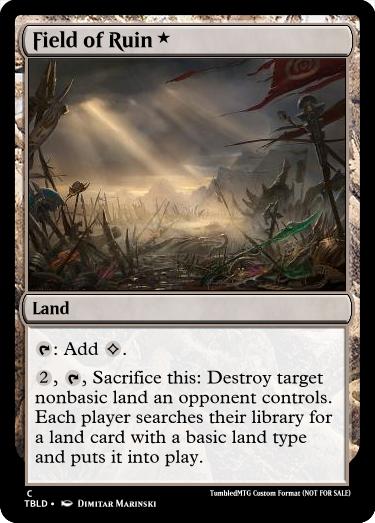 Field of Ruin ★
Land
: Add .
2, , Sacrifice this: Destroy target
nonbasic land an opponent controls.
Each player searches their library for
a land card with a basic land type
and puts it into play.
C
TBLD • Dimitar Marinski
TumbledMTG Custom Format (NOT FOR SALE)